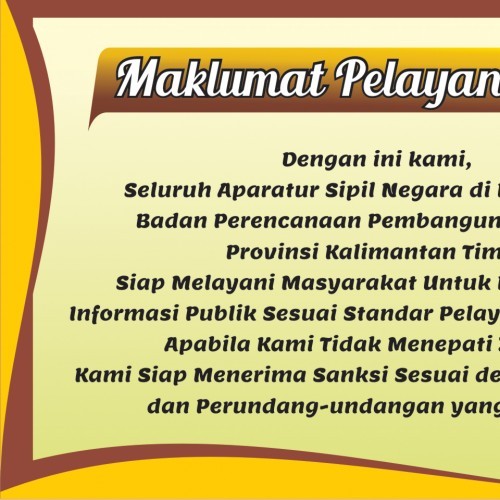 Maklumat Pelayan
Dengan ini kami,
Seluruh Aparatur Sipil Negara di
Badan Perencanaan Pembangun
Provinsi Kalimantan Tim
Siap Melayani Masyarakat Untuk
Informasi Publik Sesuai Standar Pelay
Apabila Kami Tidak Menepati
Kami Siap Menerima Sanksi Sesuai de
dan Perundang-undangan yang